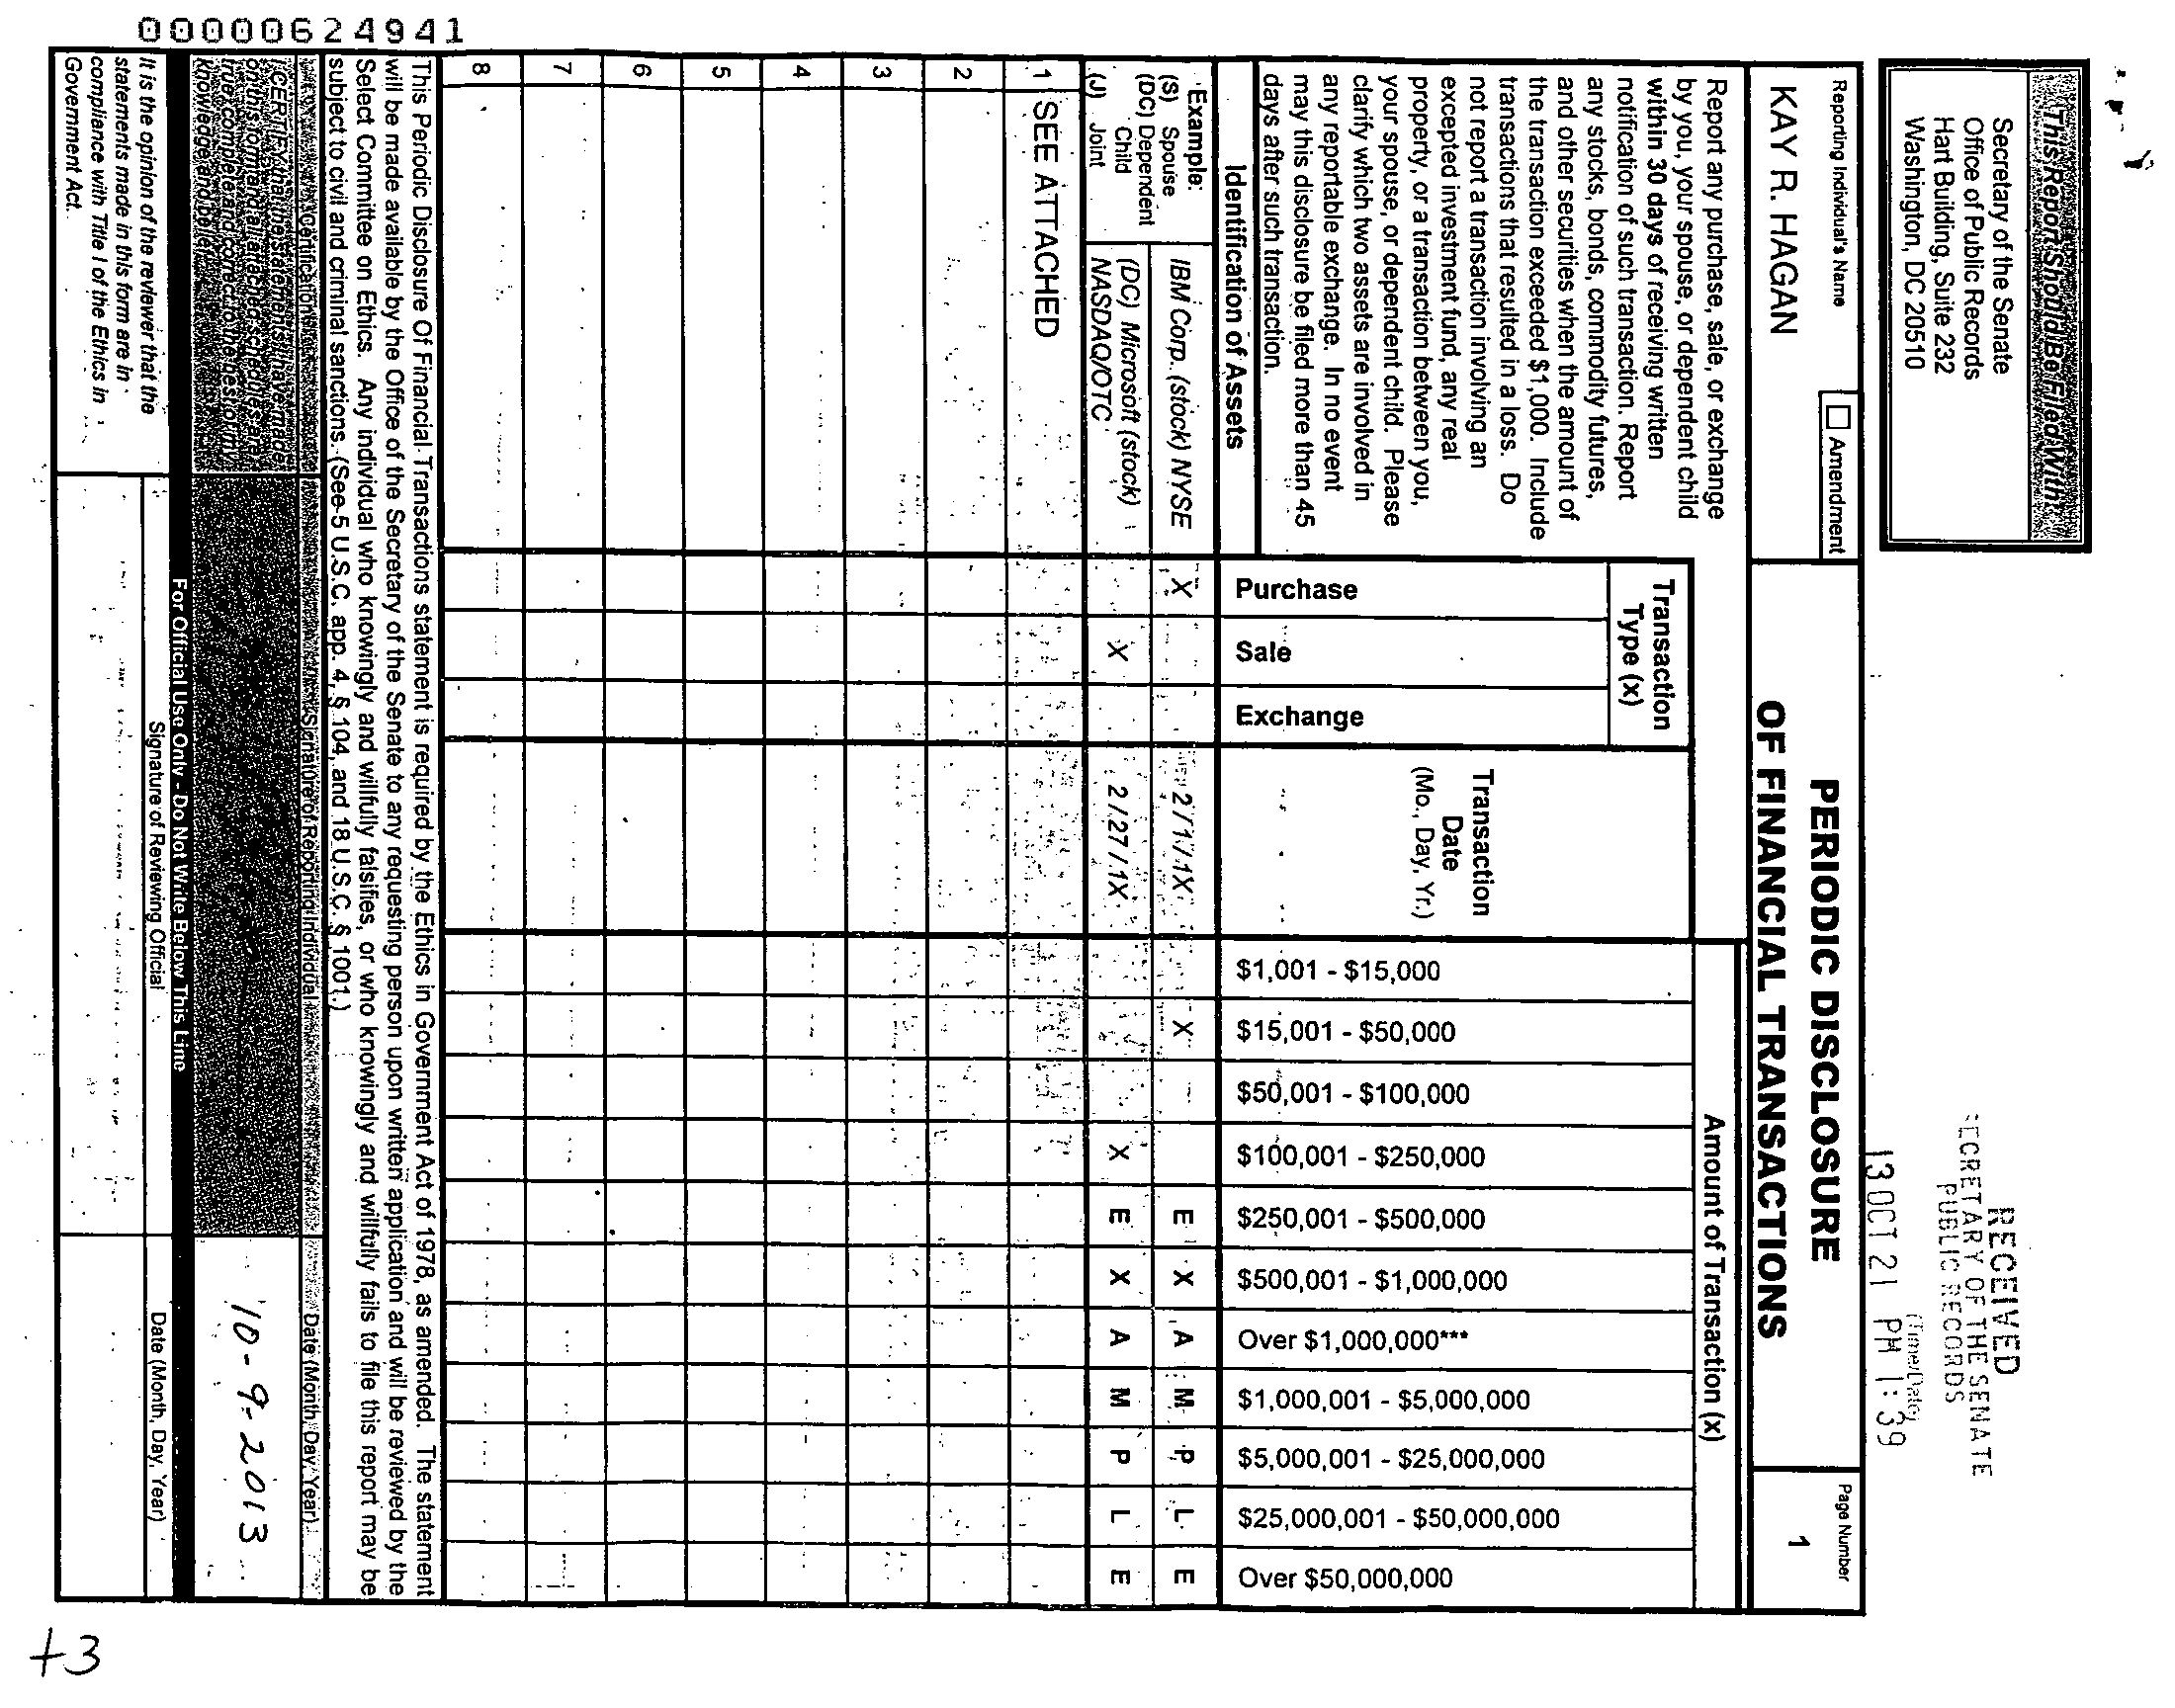 00000624941
This Report Should Be Filed With:
Secretary of the Senate
Office of Public Records
Hart Building, Suite 232
Washington, DC 20510
RECEIVED
SECRETARY OF THE SENATE
PUBLIC RECORDS
(Time/Date)
13 OCT 21 PM 1:39
Reporting Individual's Name
Amendment
KAY R. HAGAN
PERIODIC DISCLOSURE
OF FINANCIAL TRANSACTIONS
Page Number
1
Report any purchase, sale, or exchange
by you, your spouse, or dependent child
within 30 days of receiving written
notification of such transaction. Report
any stocks, bonds, commodity futures,
and other securities when the amount of
the transaction exceeded $1,000. Include
transactions that resulted in a loss. Do
not report a transaction involving an
excepted investment fund, any real
property, or a transaction between you,
your spouse, or dependent child. Please
clarify which two assets are involved in
any reportable exchange. In no event
may this disclosure be filed more than 45
days after such transaction.
Identification of Assets
Transaction
Type (x)
Purchase
Sale
Exchange
Transaction
Date
(Mo., Day, Yr.)
Amount of Transaction (x)
$1,001 - $15,000
$15,001 - $50,000
$50,001 - $100,000
$100,001 - $250,000
$250,001 - $500,000
$500,001 - $1,000,000
Over $1,000,000***
$1,000,001 - $5,000,000
$5,000,001 - $25,000,000
$25,000,001 - $50,000,000
Over $50,000,000
Example:
(S) Spouse
(DC) Dependent
Child
(J) Joint
IBM Corp. (stock) NYSE X 2/1/1X X E X A M P L E
(DC) Microsoft (stock)
NASDAQ/OTC X 2/27/1X X E X A M P L E
1 SEE ATTACHED
2
3
4
5
6
7
8
This Periodic Disclosure Of Financial Transactions statement is required by the Ethics in Government Act of 1978, as amended. The statement
will be made available by the Office of the Secretary of the Senate to any requesting person upon written application and will be reviewed by the
Select Committee on Ethics. Any individual who knowingly and willfully falsifies, or who knowingly and willfully fails to file this report may be
subject to civil and criminal sanctions. (See 5 U.S.C. app. 4, § 104, and 18 U.S.C. § 1001.)
Certification
Signature of Reporting Individual
Date (Month, Day, Year)
I CERTIFY that the statements I have made
on this form and all attached schedules are
true, complete and correct to the best of my
knowledge and belief.
10-9-2013
For Official Use Only - Do Not Write Below This Line
It is the opinion of the reviewer that the
statements made in this form are in
compliance with Title I of the Ethics in
Government Act.
Signature of Reviewing Official
Date (Month, Day, Year)
+3